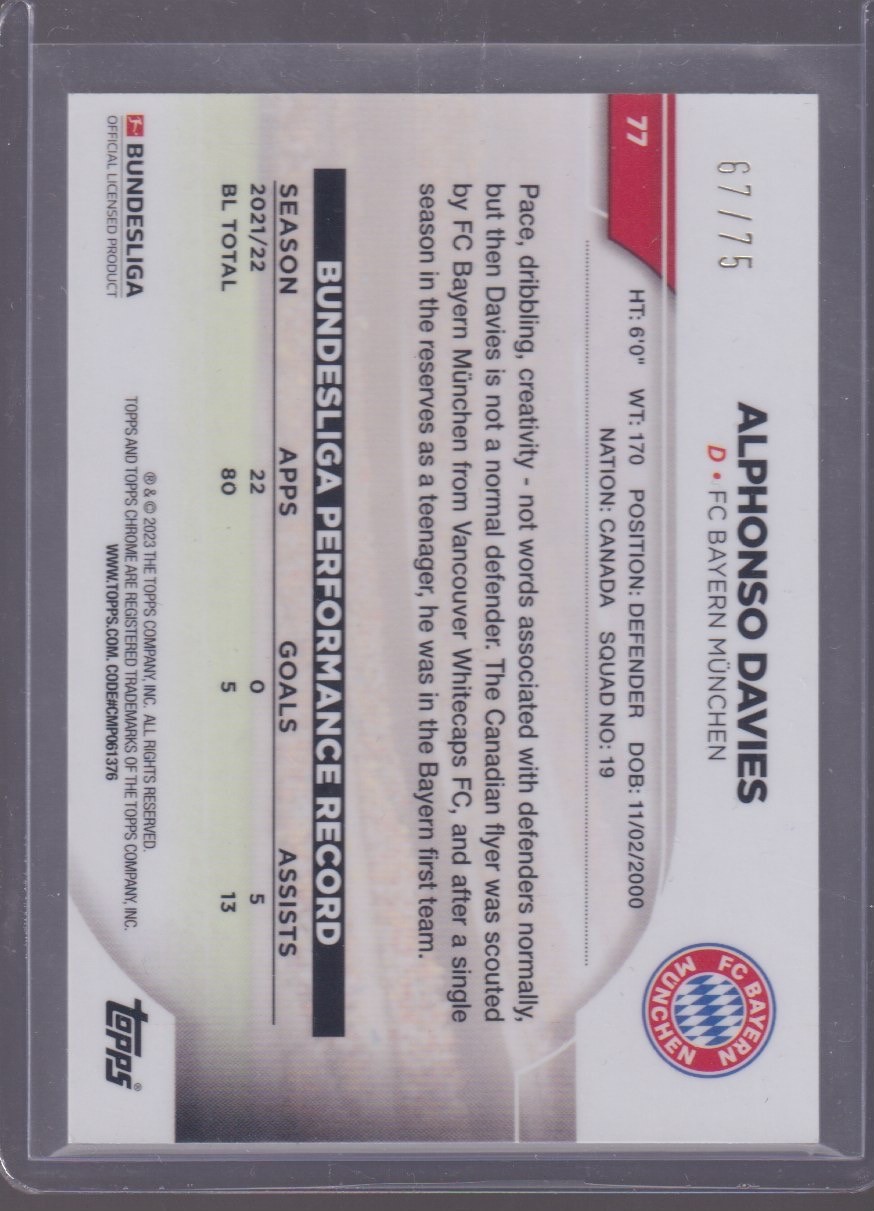 67/75
ALPHONSO DAVIES
D • FC BAYERN MÜNCHEN
FC BAYERN
MÜNCHEN
77
HT: 6'0" WT: 170 POSITION: DEFENDER DOB: 11/02/2000
NATION: CANADA SQUAD NO: 19
Pace, dribbling, creativity - not words associated with defenders normally,
but then Davies is not a normal defender. The Canadian flyer was scouted
by FC Bayern München from Vancouver Whitecaps FC, and after a single
season in the reserves as a teenager, he was in the Bayern first team.
BUNDESLIGA PERFORMANCE RECORD
SEASON APPS GOALS ASSISTS
2021/22 22 0 5
BL TOTAL 80 5 13
BUNDESLIGA
OFFICIAL LICENSED PRODUCT
® & © 2023 THE TOPPS COMPANY, INC. ALL RIGHTS RESERVED.
TOPPS AND TOPPS CHROME ARE REGISTERED TRADEMARKS OF THE TOPPS COMPANY, INC.
WWW.TOPPS.COM. CODE#CMP061376
topps®